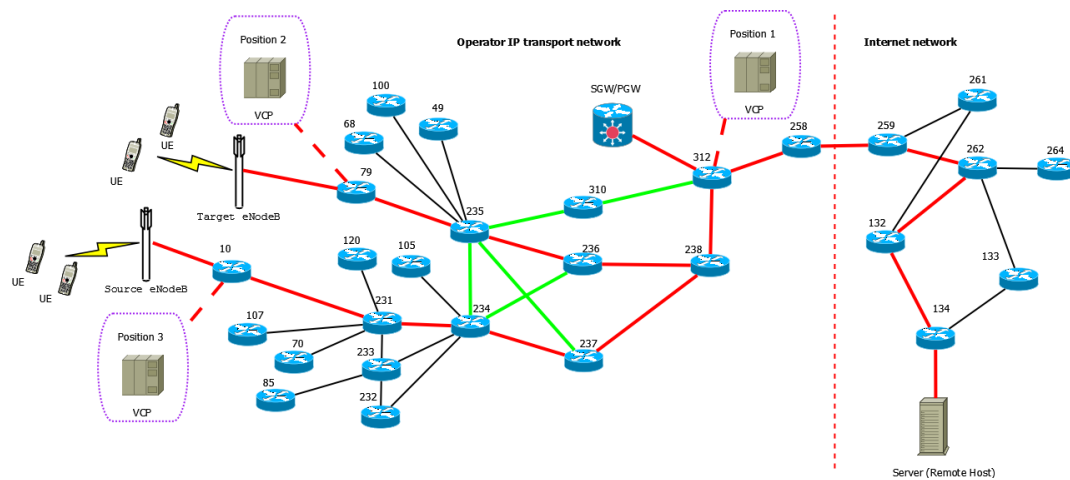 Operator IP transport network
Internet network
Position 2
VCP
Position 1
VCP
SGW/PGW
100
49
68
261
258
259
262
264
312
UE
UE
79
Target eNodeB
310
235
132
10
120
105
236
238
133
UE
UE
Source eNodeB
231
234
134
107
237
Position 3
70
233
85
232
VCP
Server (Remote Host)